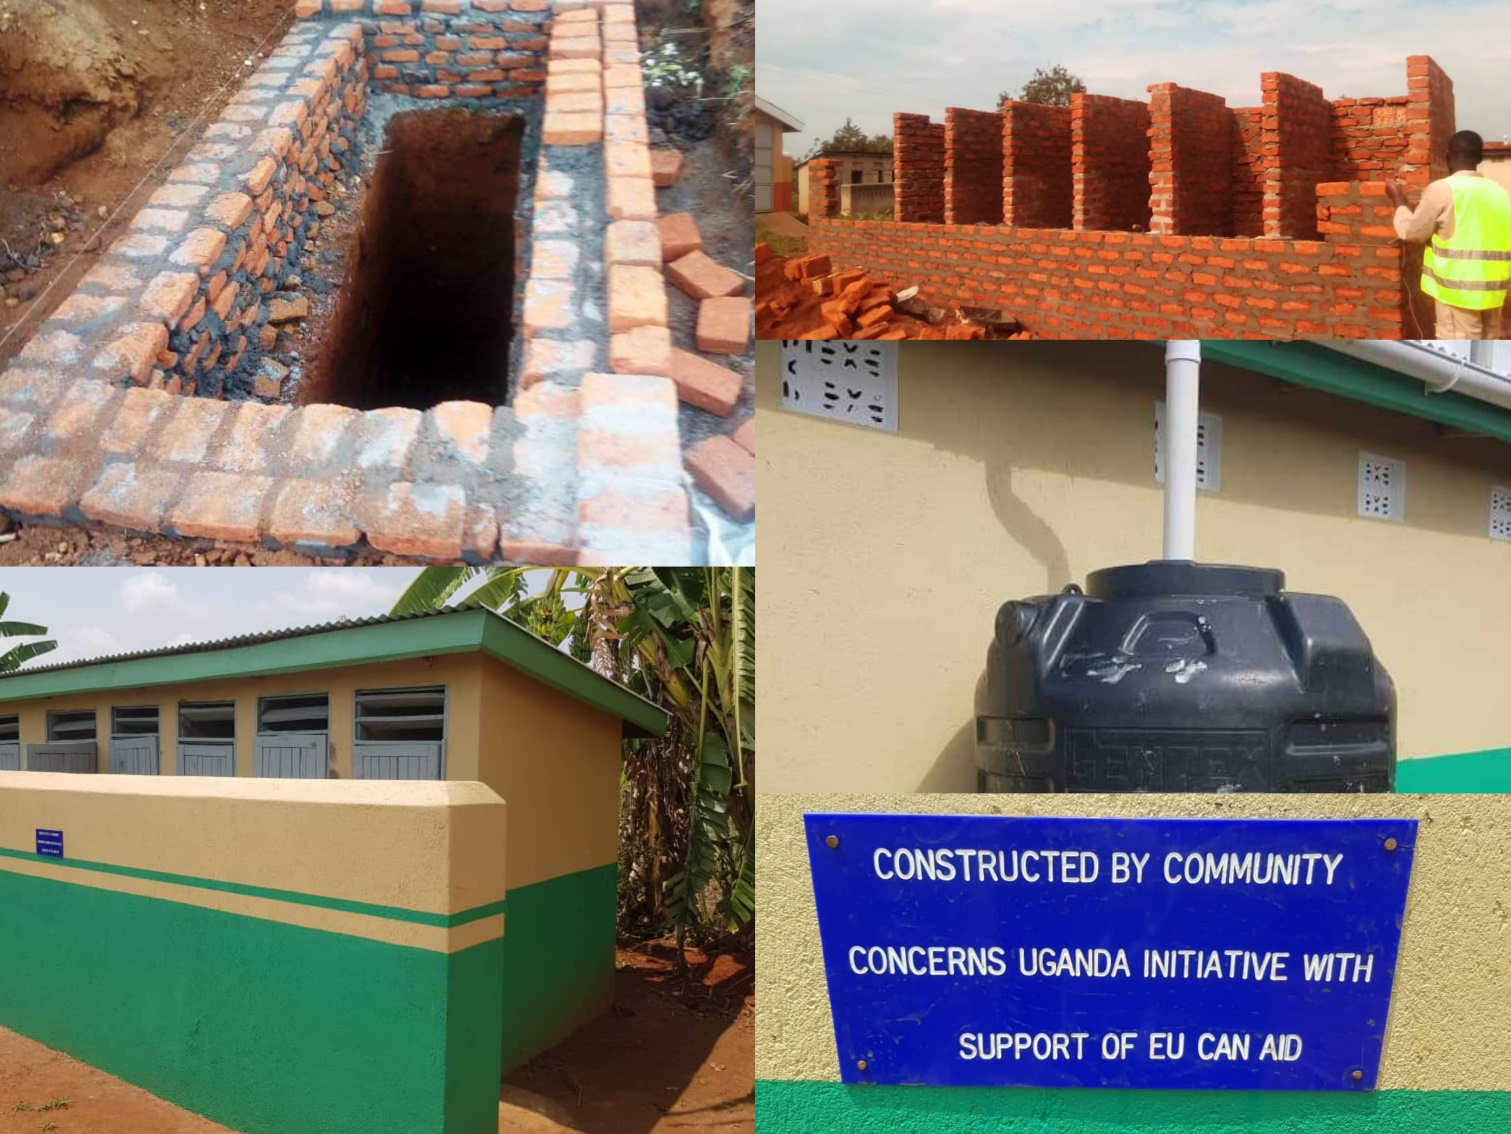 CONSTRUCTED BY COMMUNITY
CONCERNS UGANDA INITIATIVE WITH
SUPPORT OF EU CAN AID